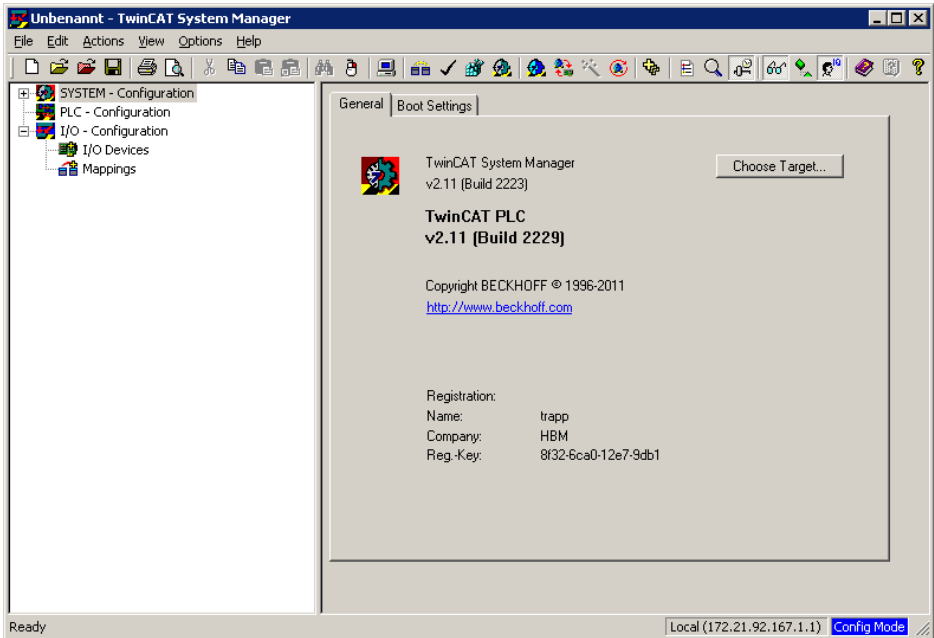 Unbenannt - TwinCAT System Manager
File Edit Actions View Options Help
SYSTEM - Configuration
PLC - Configuration
I/O - Configuration
I/O Devices
Mappings
General Boot Settings
TwinCAT System Manager
v2.11 (Build 2223)
Choose Target...
TwinCAT PLC
v2.11 (Build 2229)
Copyright BECKHOFF © 1996-2011
http://www.beckhoff.com
Registration:
Name: trapp
Company: HBM
Reg.-Key: 8f32-6ca0-12e7-9db1
Ready Local (172.21.92.167.1.1) Config Mode